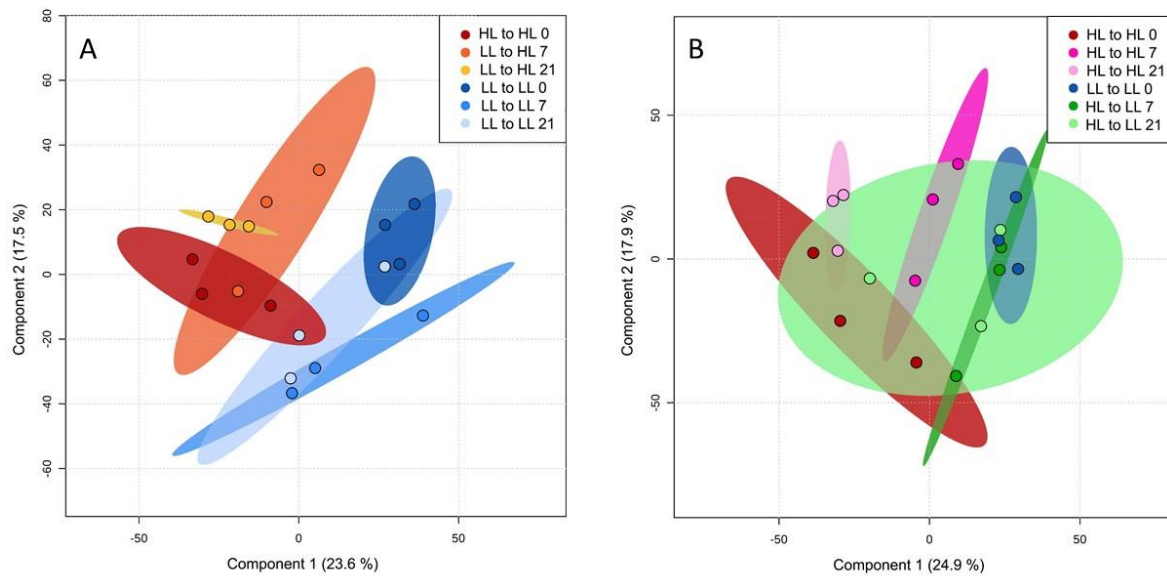 A
HL to HL 0
LL to HL 7
LL to HL 21
LL to LL 0
LL to LL 7
LL to LL 21
80
60
40
20
0
-20
-40
-60
Component 2 (17.5 %)
-50
0
50
Component 1 (23.6 %)
B
HL to HL 0
HL to HL 7
HL to HL 21
LL to LL 0
HL to LL 7
HL to LL 21
50
0
-50
Component 2 (17.9 %)
-50
0
50
Component 1 (24.9 %)